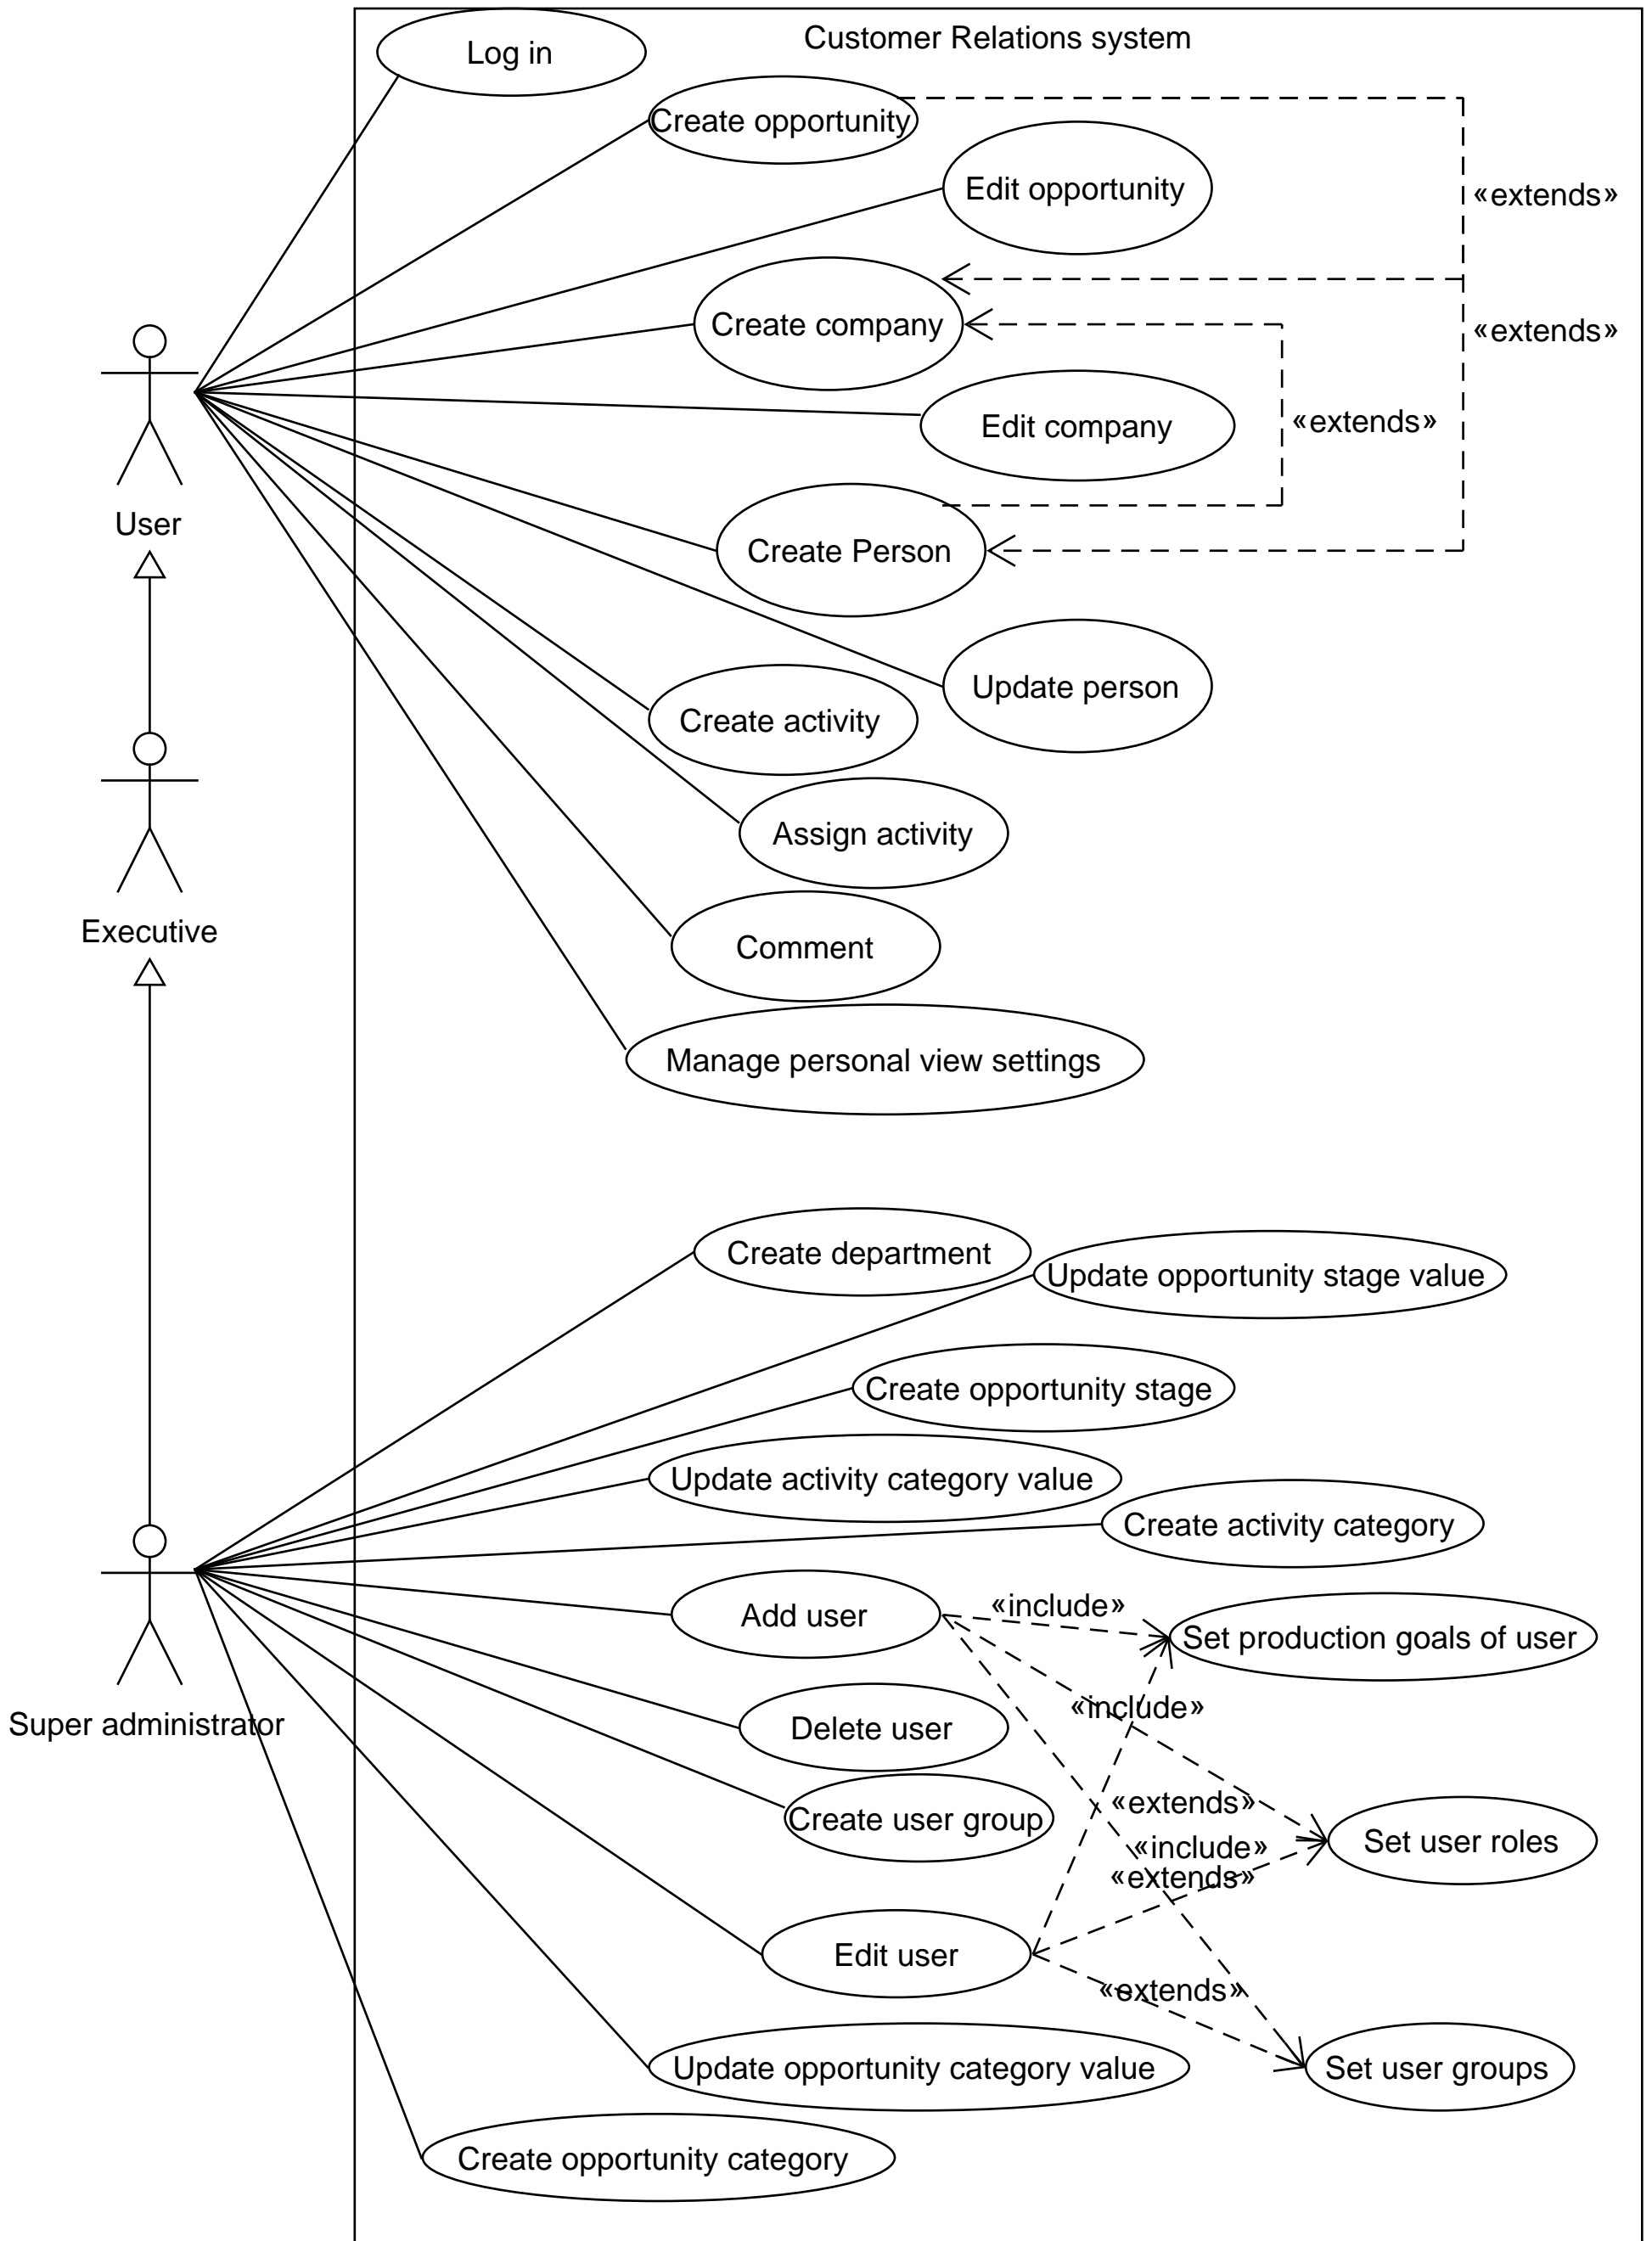 Customer Relations system
Log in
Create opportunity
Edit opportunity
«extends»
Create company
«extends»
Edit company
«extends»
User
Create Person
Update person
Create activity
Assign activity
Executive
Comment
Manage personal view settings
Create department
Update opportunity stage value
Create opportunity stage
Update activity category value
Create activity category
Add user
«include»
Set production goals of user
Super administrator
Delete user
«include»
Create user group
«extends»
Set user roles
«include»
«extends»
Edit user
«extends»
Update opportunity category value
Set user groups
Create opportunity category